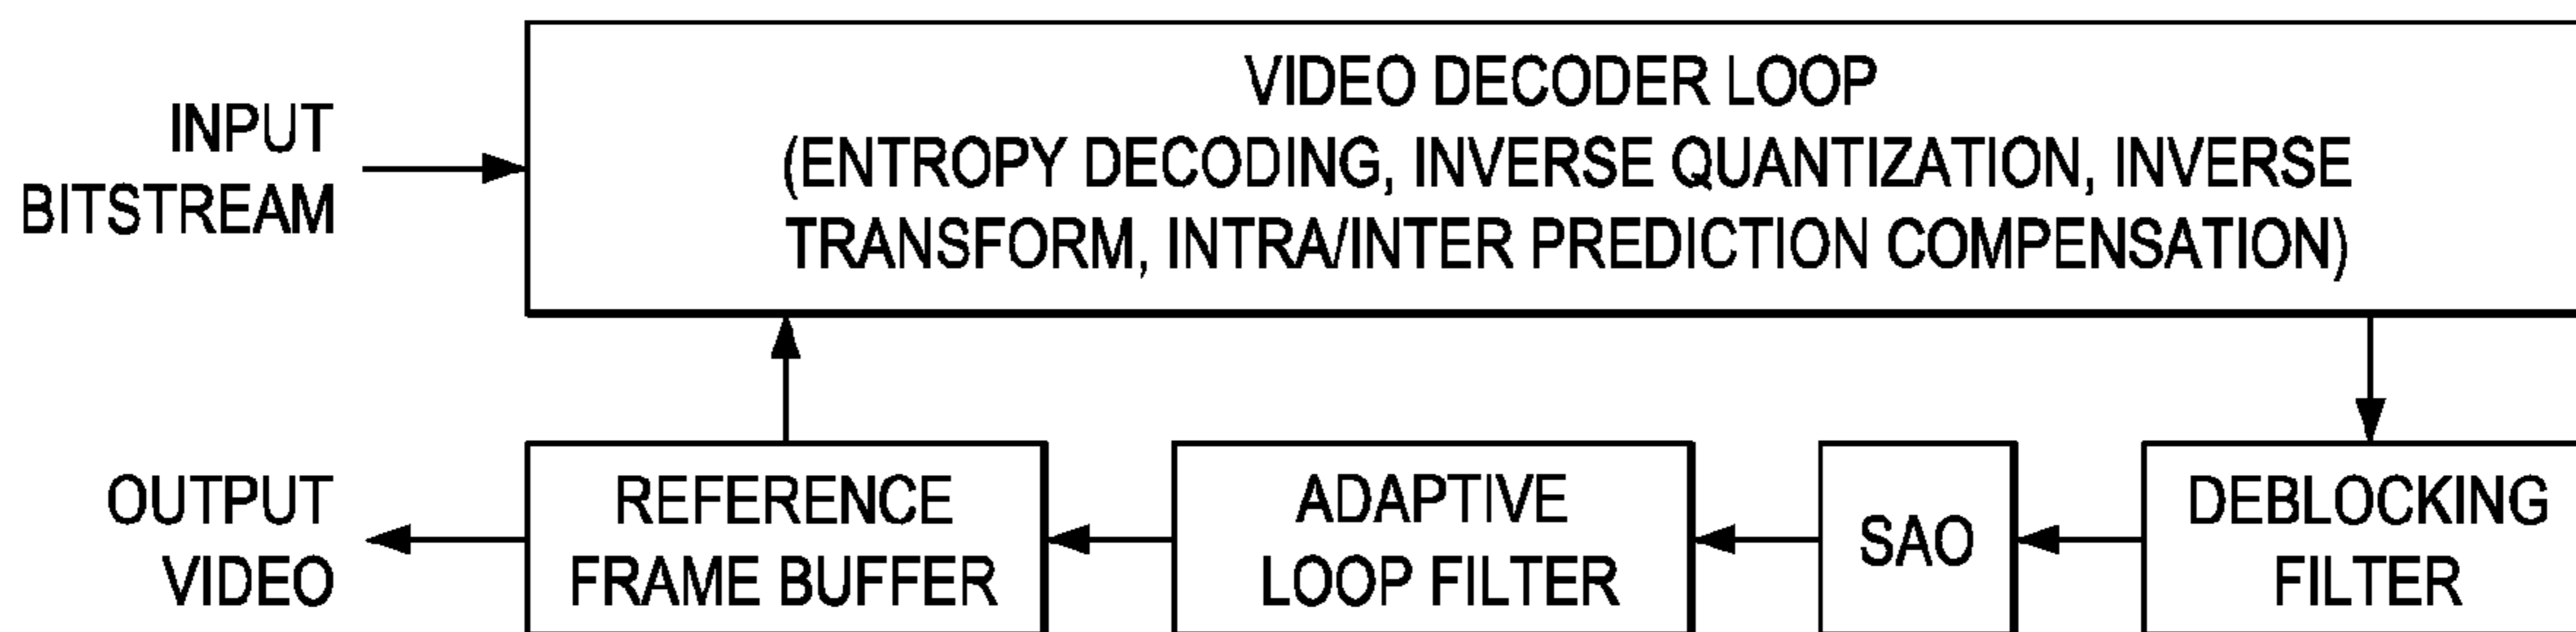 INPUT
BITSTREAM
VIDEO DECODER LOOP
(ENTROPY DECODING, INVERSE QUANTIZATION, INVERSE
TRANSFORM, INTRA/INTER PREDICTION COMPENSATION)
OUTPUT
VIDEO
REFERENCE
FRAME BUFFER
ADAPTIVE
LOOP FILTER
SAO
DEBLOCKING
FILTER